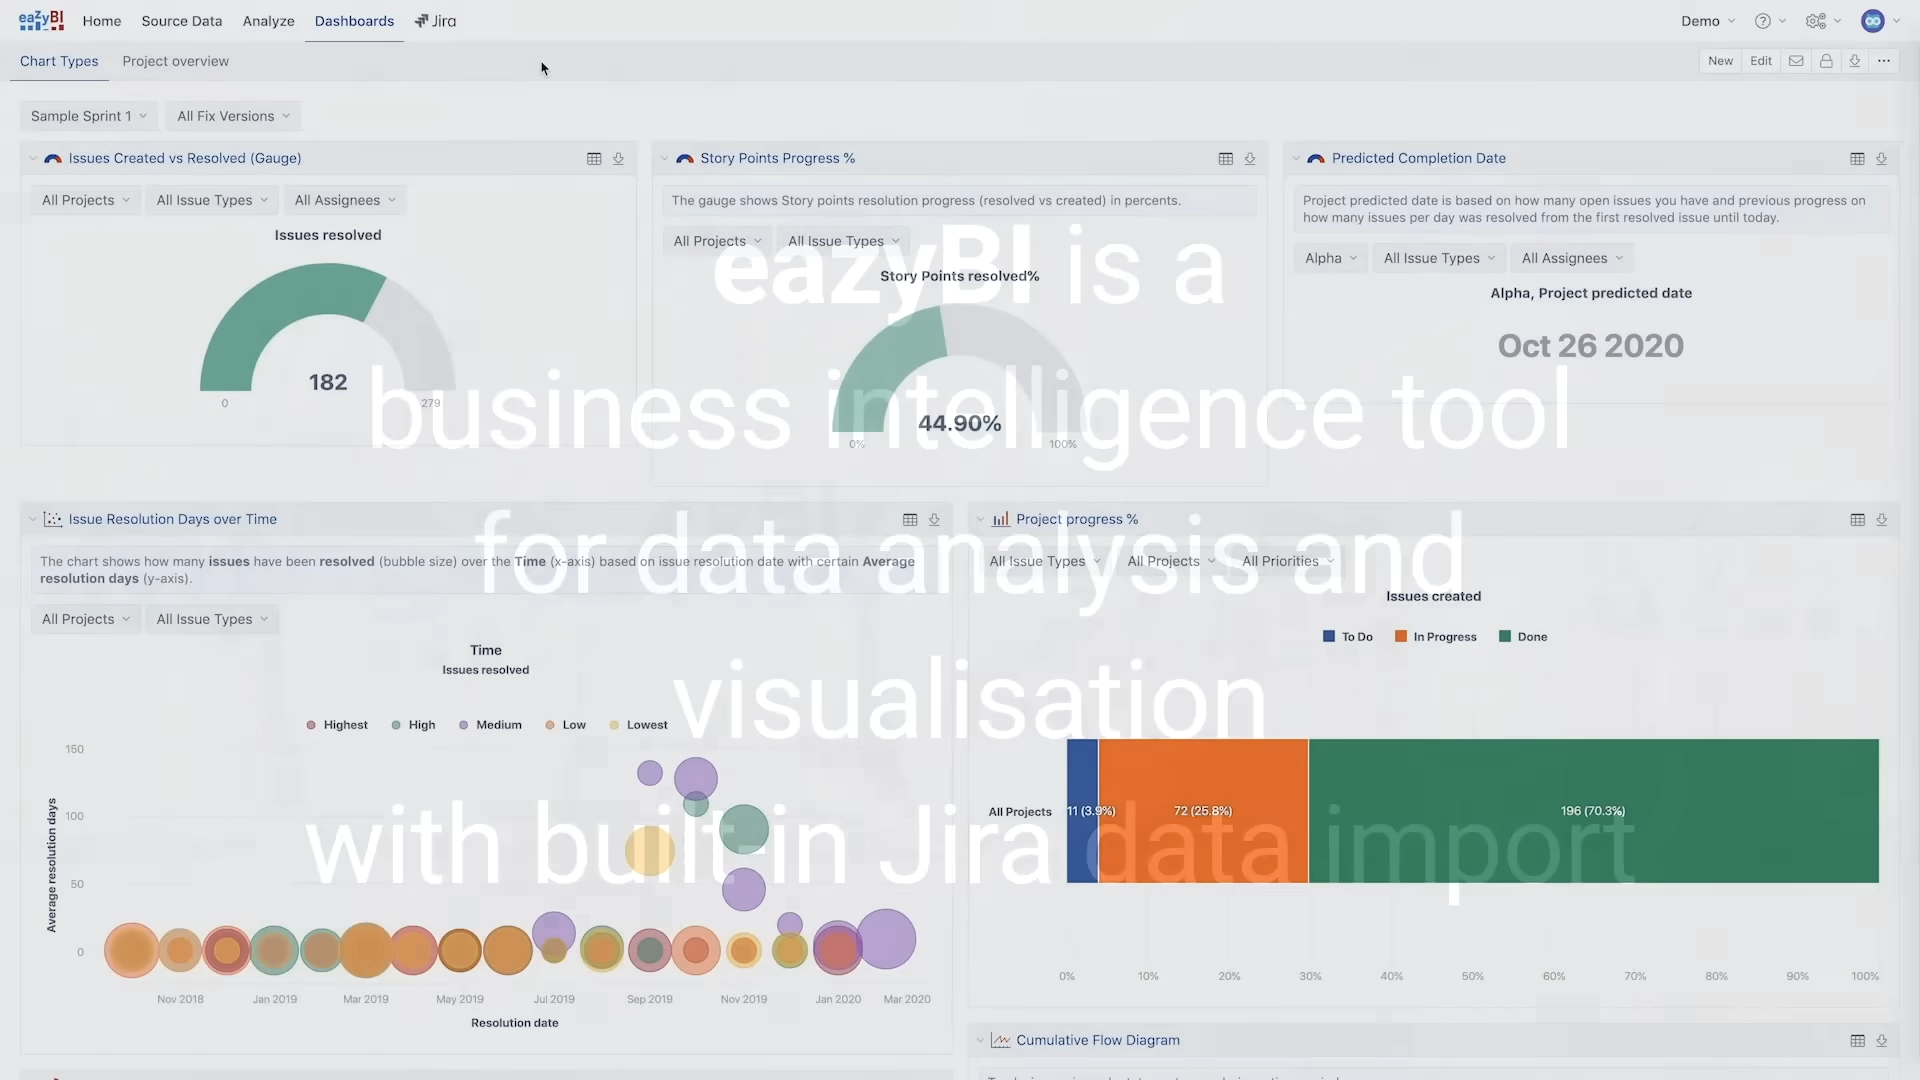 eazyBI
Home
Source Data
Analyze
Dashboards
Jira
Demo
Chart Types
Project overview
New
Edit
Sample Sprint 1
All Fix Versions
Issues Created vs Resolved (Gauge)
All Projects
All Issue Types
All Assignees
Issues resolved
182
0
279
Story Points Progress %
The gauge shows Story points resolution progress (resolved vs created) in percents.
All Projects
All Issue Types
Story Points resolved%
44.90%
0%
100%
Predicted Completion Date
Project predicted date is based on how many open issues you have and previous progress on
how many issues per day was resolved from the first resolved issue until today.
Alpha
All Issue Types
All Assignees
Alpha, Project predicted date
Oct 26 2020
eazyBI is a
business intelligence tool
for data analysis and
visualisation
with built-in Jira data import
Issue Resolution Days over Time
The chart shows how many issues have been resolved (bubble size) over the Time (x-axis) based on issue resolution date with certain Average
resolution days (y-axis).
All Projects
All Issue Types
Time
Issues resolved
Highest
High
Medium
Low
Lowest
Average resolution days
150
100
50
0
Nov 2018
Jan 2019
Mar 2019
May 2019
Jul 2019
Sep 2019
Nov 2019
Jan 2020
Mar 2020
Resolution date
Project progress %
All Issue Types
All Projects
All Priorities
Issues created
To Do
In Progress
Done
All Projects
11 (3.9%)
72 (25.8%)
196 (70.3%)
0%
10%
20%
30%
40%
50%
60%
70%
80%
90%
100%
Cumulative Flow Diagram